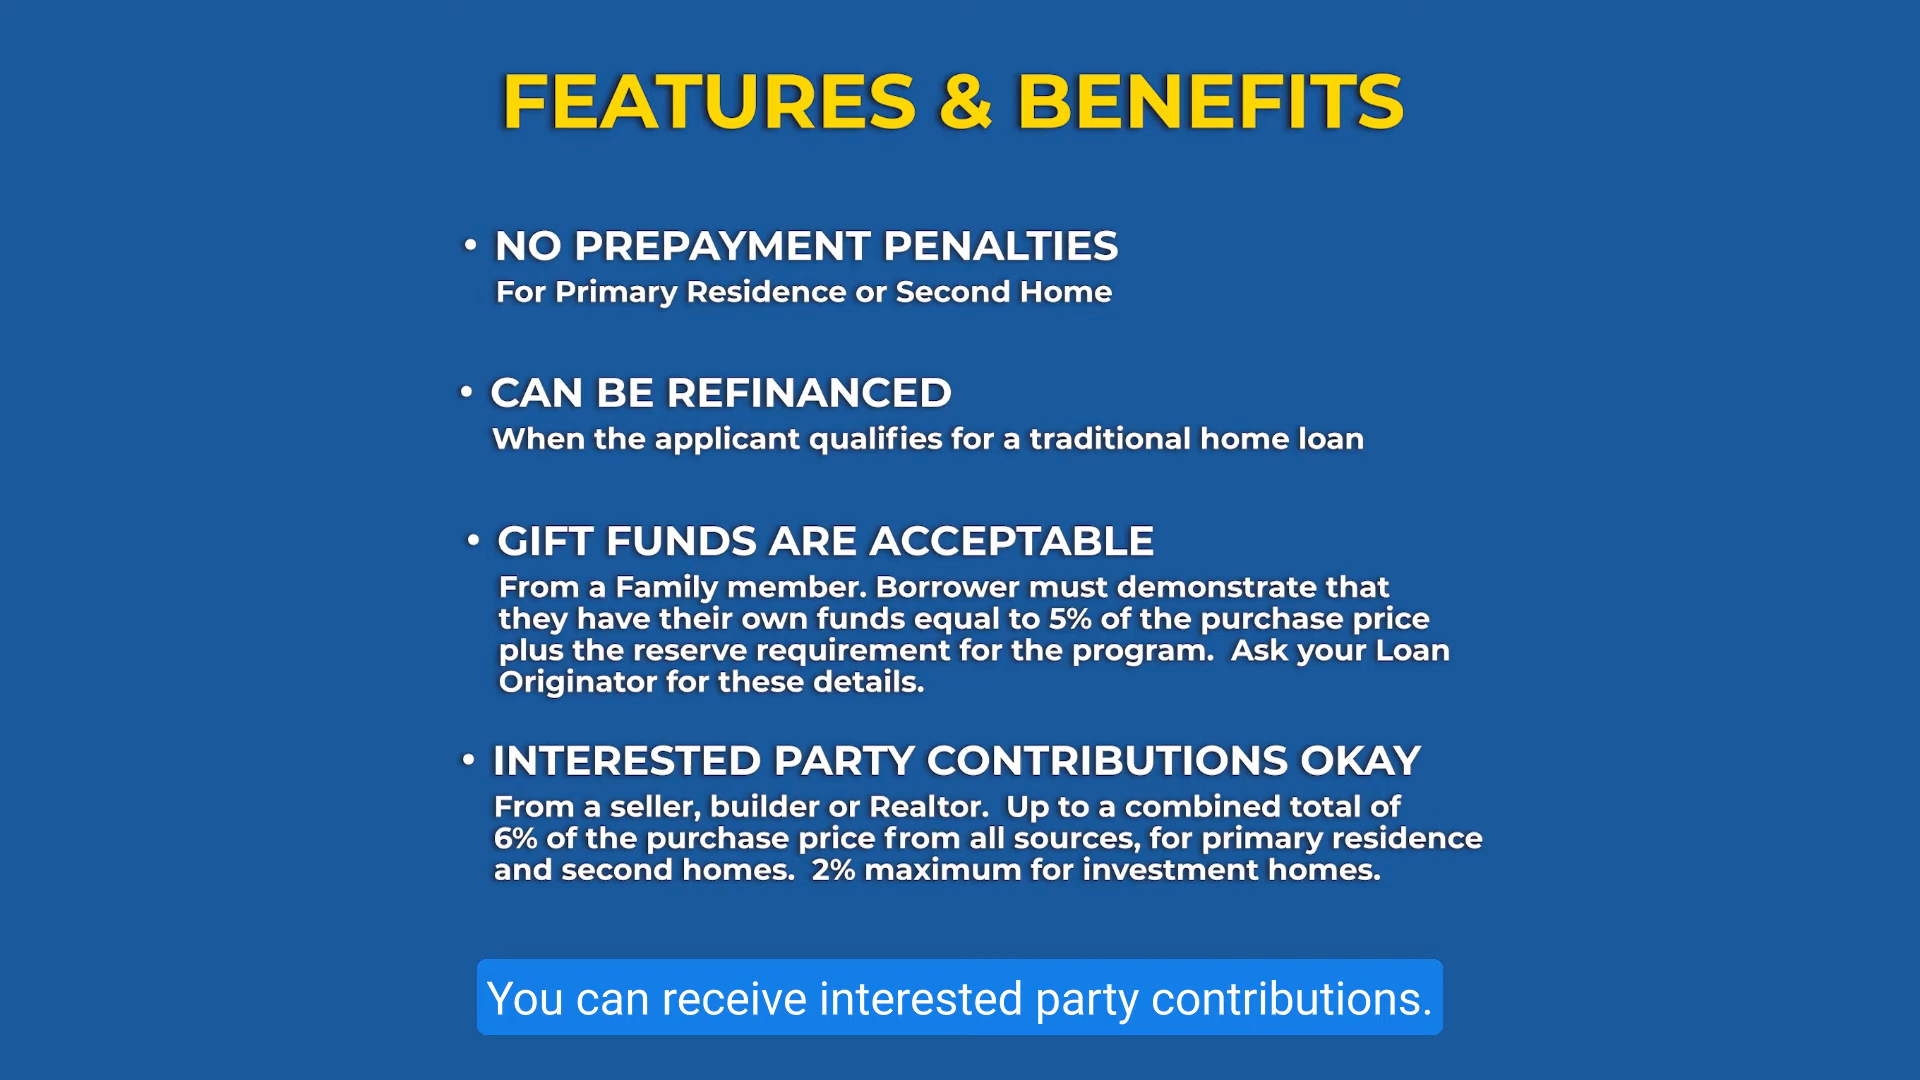 FEATURES & BENEFITS
• NO PREPAYMENT PENALTIES
For Primary Residence or Second Home
• CAN BE REFINANCED
When the applicant qualifies for a traditional home loan
• GIFT FUNDS ARE ACCEPTABLE
From a Family member. Borrower must demonstrate that
they have their own funds equal to 5% of the purchase price
plus the reserve requirement for the program.  Ask your Loan
Originator for these details.
• INTERESTED PARTY CONTRIBUTIONS OKAY
From a seller, builder or Realtor.  Up to a combined total of
6% of the purchase price from all sources, for primary residence
and second homes.  2% maximum for investment homes.
You can receive interested party contributions.